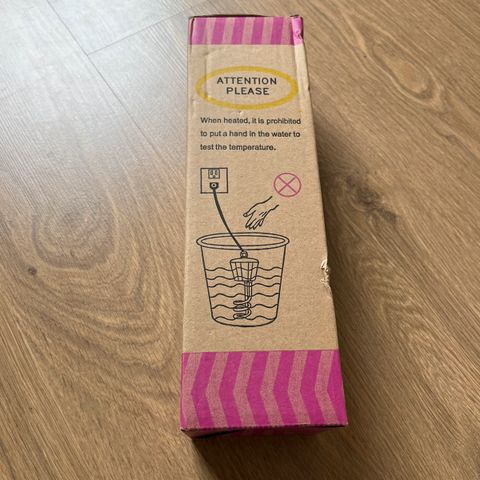 ATTENTION
PLEASE
When heated, it is prohibited
to put a hand in the water to
test the temperature.